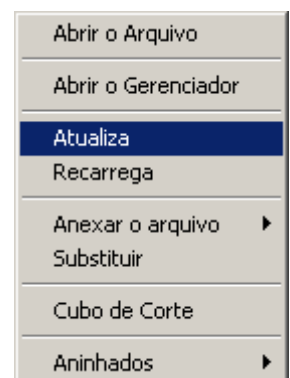 Abrir o Arquivo
Abrir o Gerenciador
Atualiza
Recarrega
Anexar o arquivo
Substituir
Cubo de Corte
Aninhados